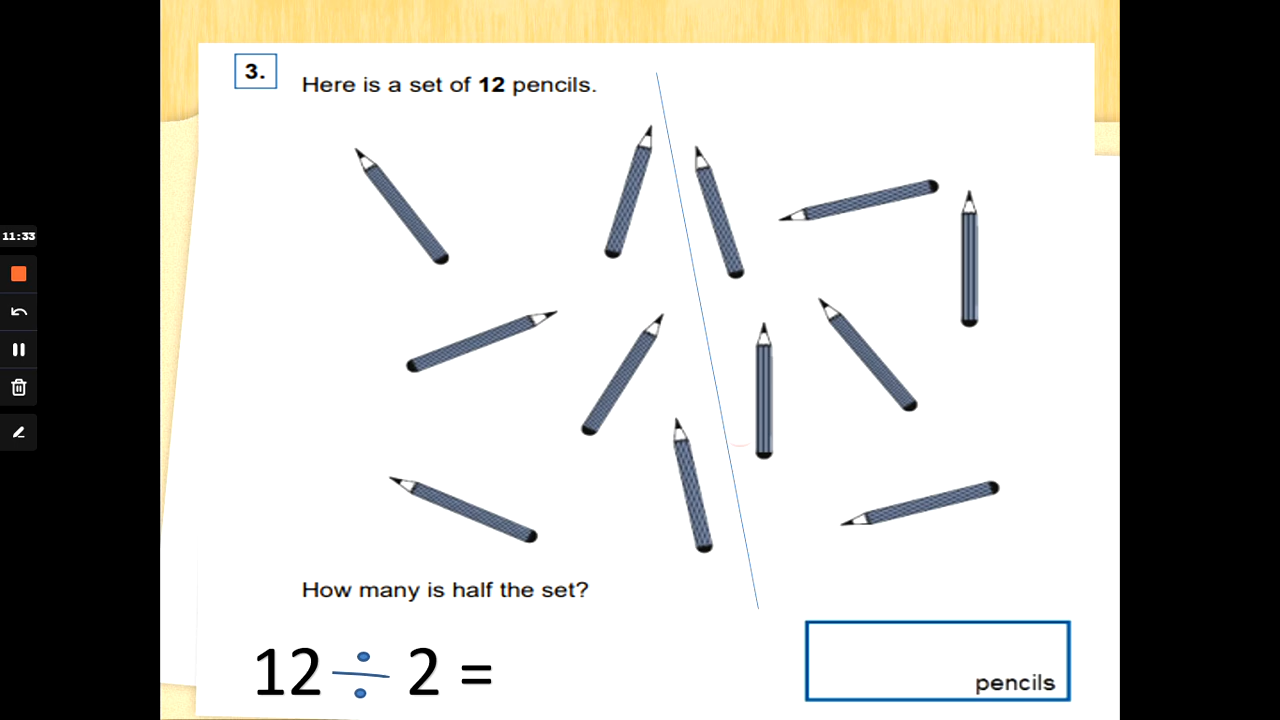 3.
Here is a set of 12 pencils.
11:33
How many is half the set?
12 ÷ 2 =
pencils